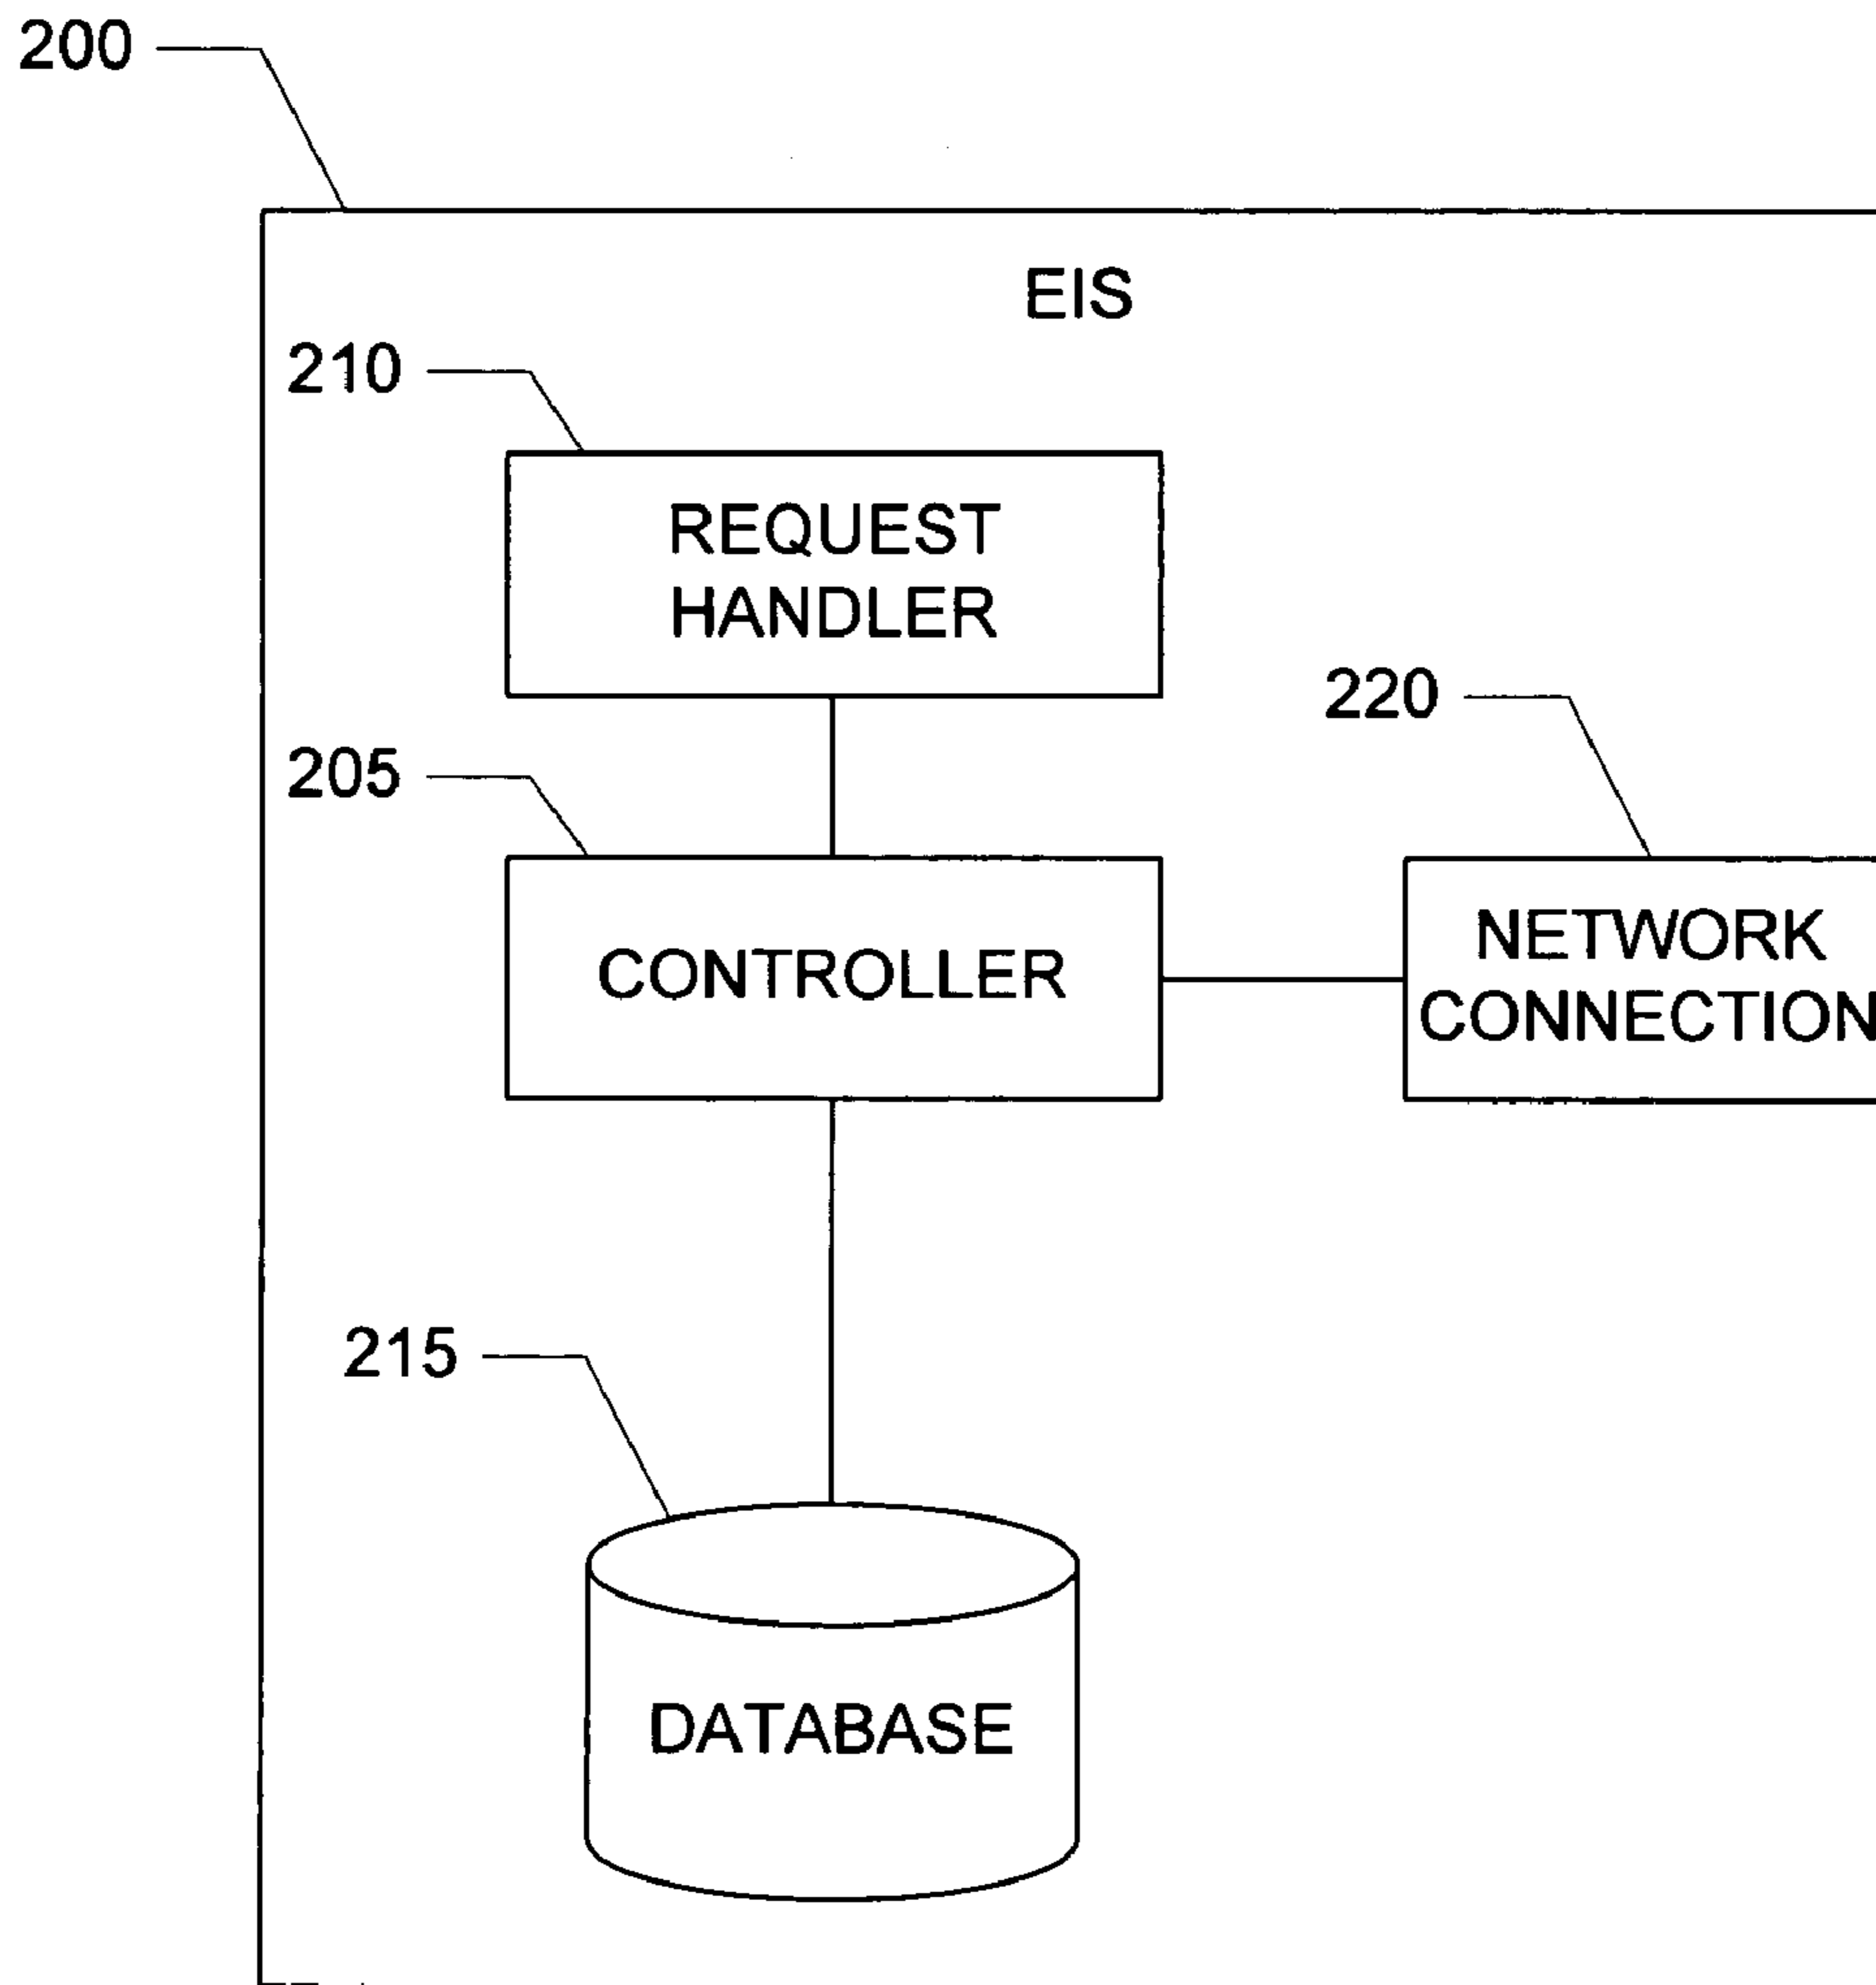 200
EIS
210
REQUEST
HANDLER
220
205
CONTROLLER
NETWORK
CONNECTION
215
DATABASE